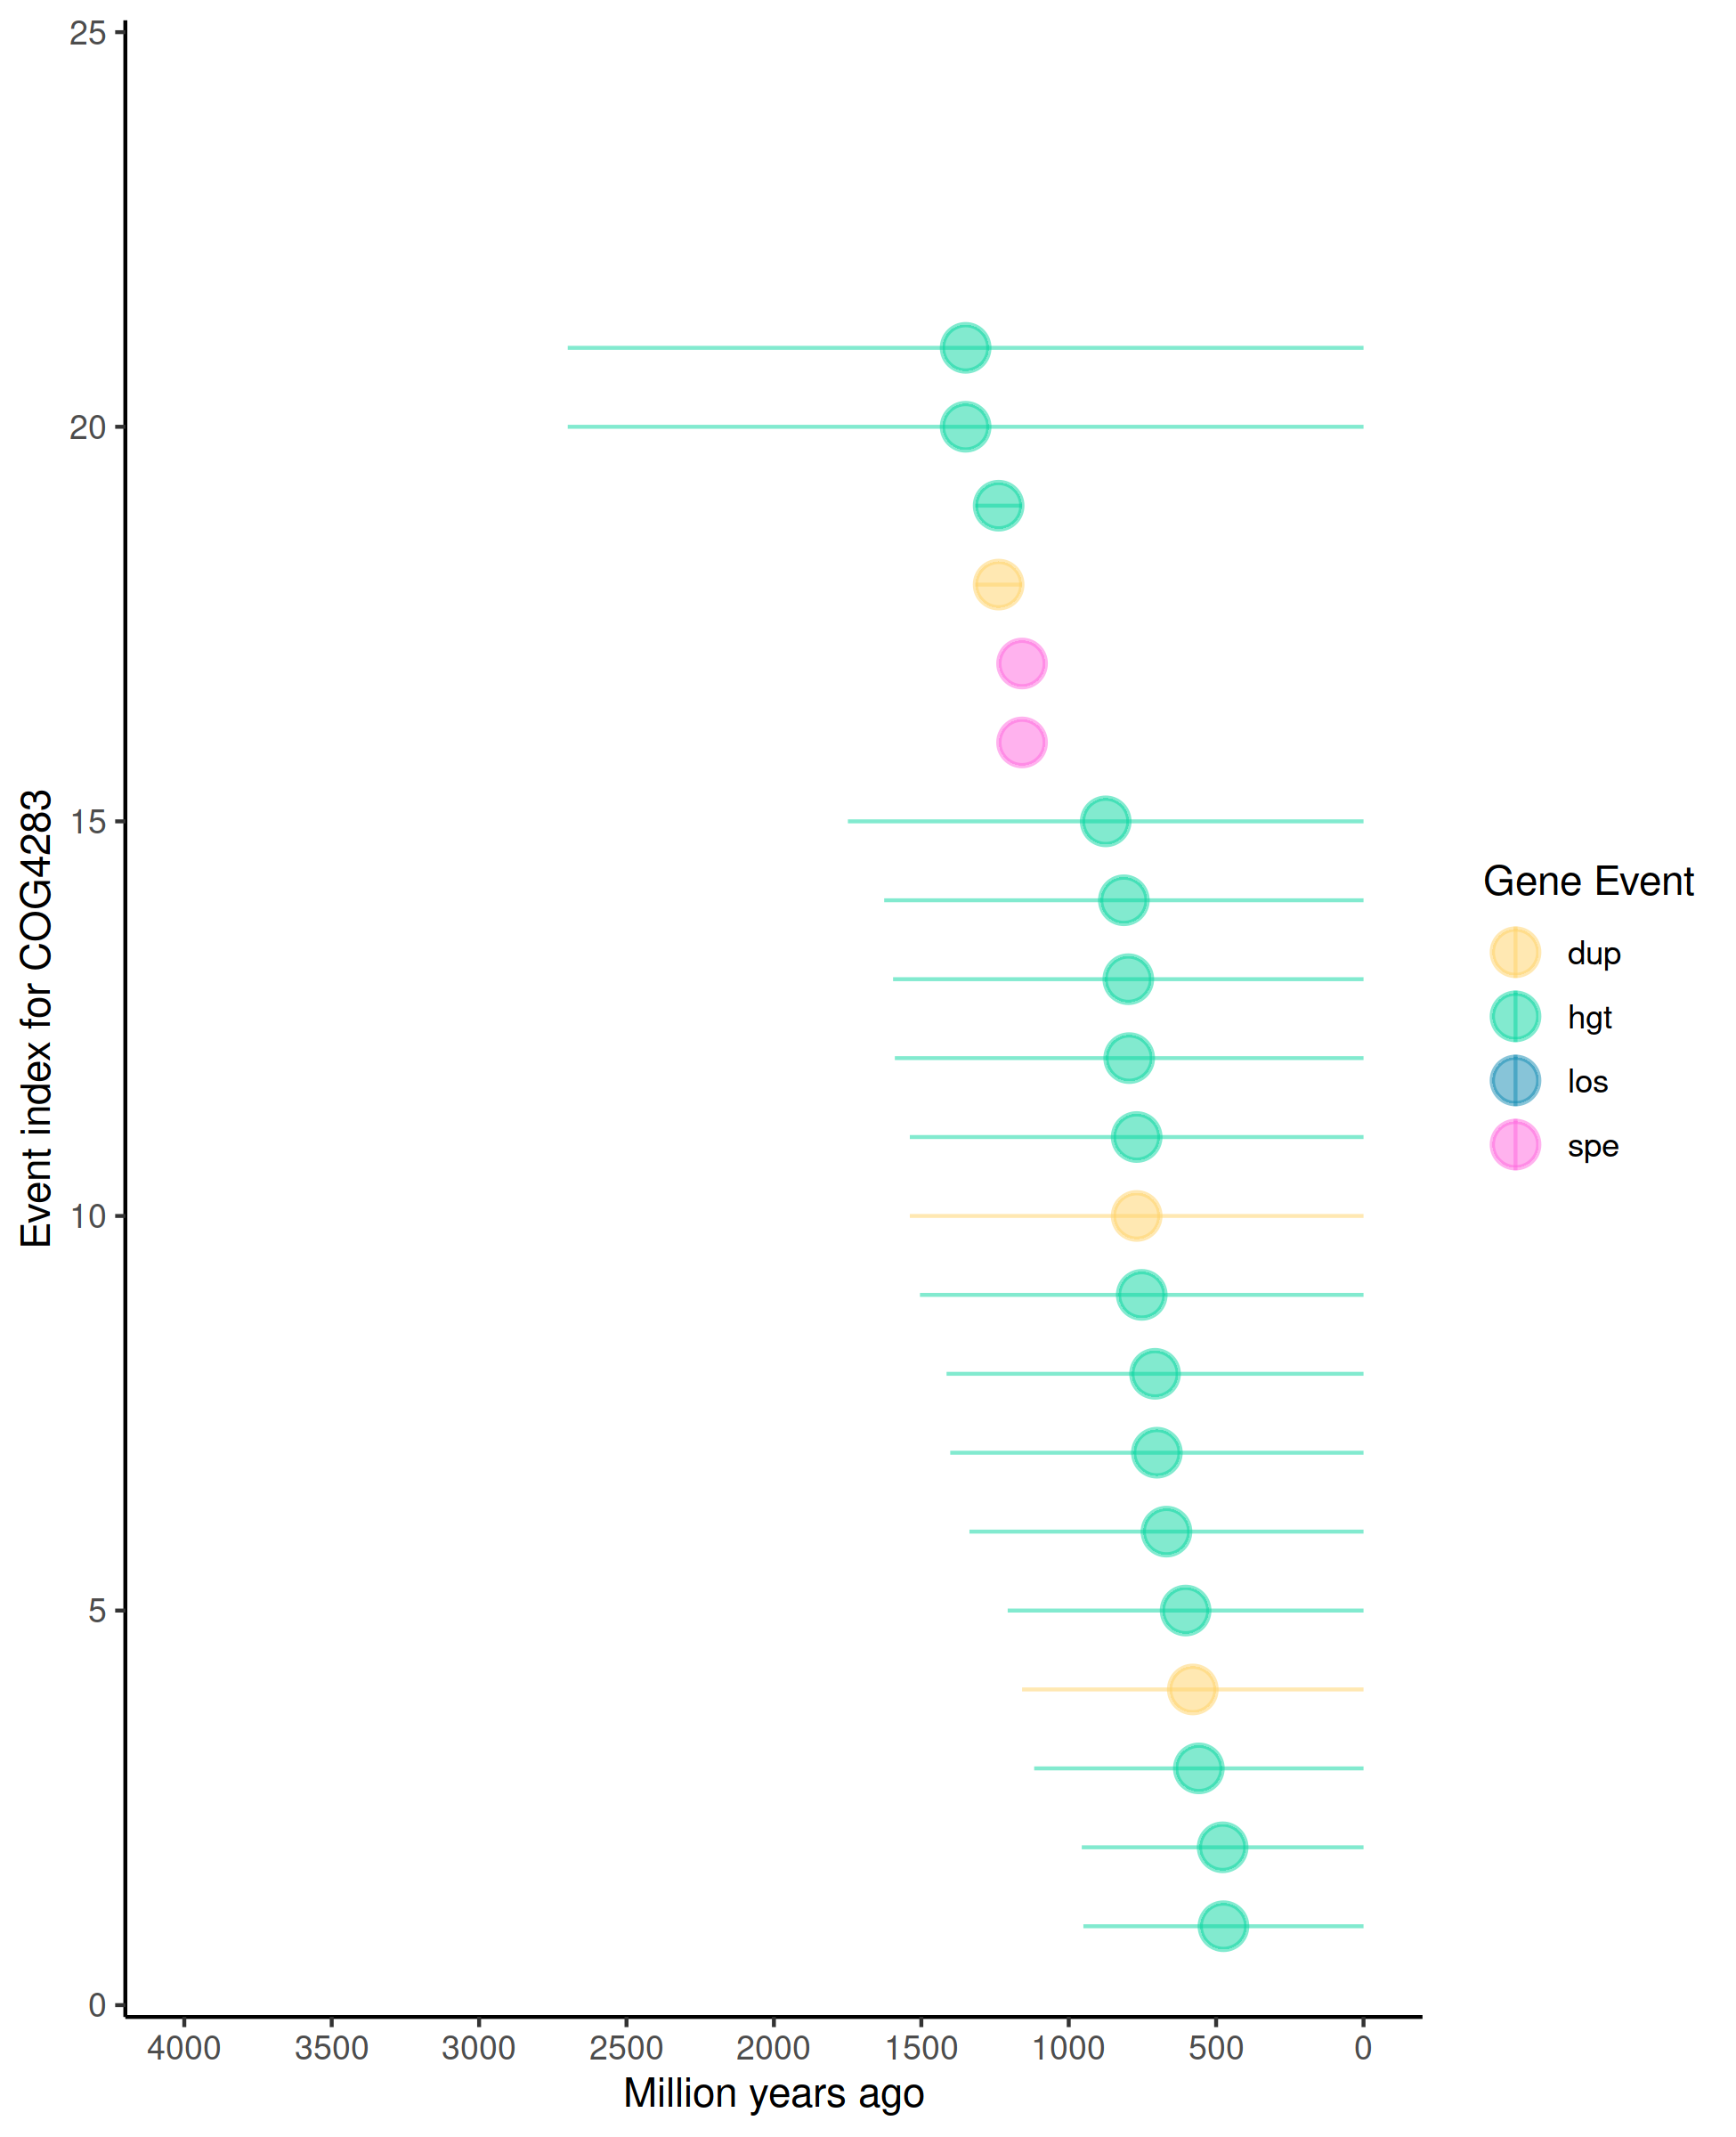 25
20
15
10
5
0
Event index for COG4283
4000 3500 3000 2500 2000 1500 1000 500 0
Million years ago
Gene Event
dup
hgt
los
spe